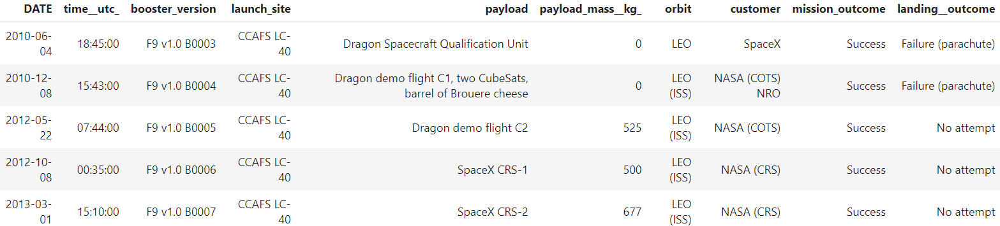 DATE time__utc_ booster_version launch_site payload payload_mass__kg_ orbit customer mission_outcome landing__outcome
2010-06-
04 18:45:00 F9 v1.0 B0003 CCAFS LC-
40 Dragon Spacecraft Qualification Unit 0 LEO SpaceX Success Failure (parachute)
2010-12-
08 15:43:00 F9 v1.0 B0004 CCAFS LC-
40 Dragon demo flight C1, two CubeSats,
barrel of Brouere cheese 0 LEO
(ISS) NASA (COTS)
NRO Success Failure (parachute)
2012-05-
22 07:44:00 F9 v1.0 B0005 CCAFS LC-
40 Dragon demo flight C2 525 LEO
(ISS) NASA (COTS) Success No attempt
2012-10-
08 00:35:00 F9 v1.0 B0006 CCAFS LC-
40 SpaceX CRS-1 500 LEO
(ISS) NASA (CRS) Success No attempt
2013-03-
01 15:10:00 F9 v1.0 B0007 CCAFS LC-
40 SpaceX CRS-2 677 LEO
(ISS) NASA (CRS) Success No attempt